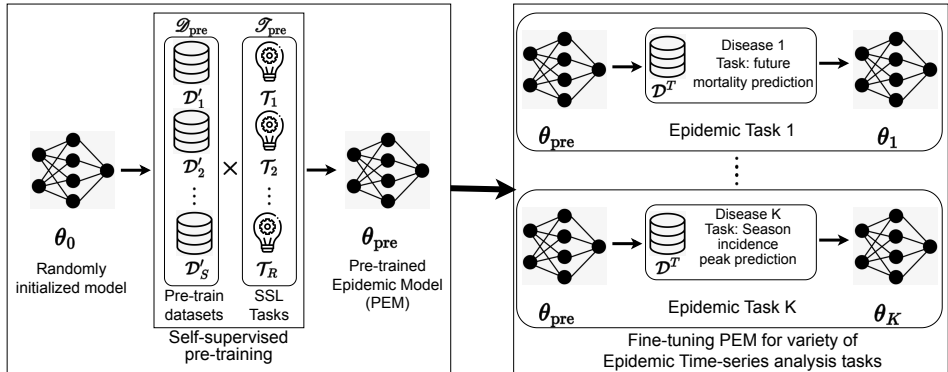 𝒟pre
𝒯pre
D′1
T1
D′2
×
T2
D′S
TR
θ0
θpre
Randomly
initialized model
Pre-trained
Epidemic Model
(PEM)
Pre-train
datasets
SSL
Tasks
Self-supervised
pre-training
Disease 1
Task: future
mortality prediction
D^T
θpre
Epidemic Task 1
θ1
Disease K
Task: Season
incidence
peak prediction
D^T
θpre
Epidemic Task K
θK
Fine-tuning PEM for variety of
Epidemic Time-series analysis tasks